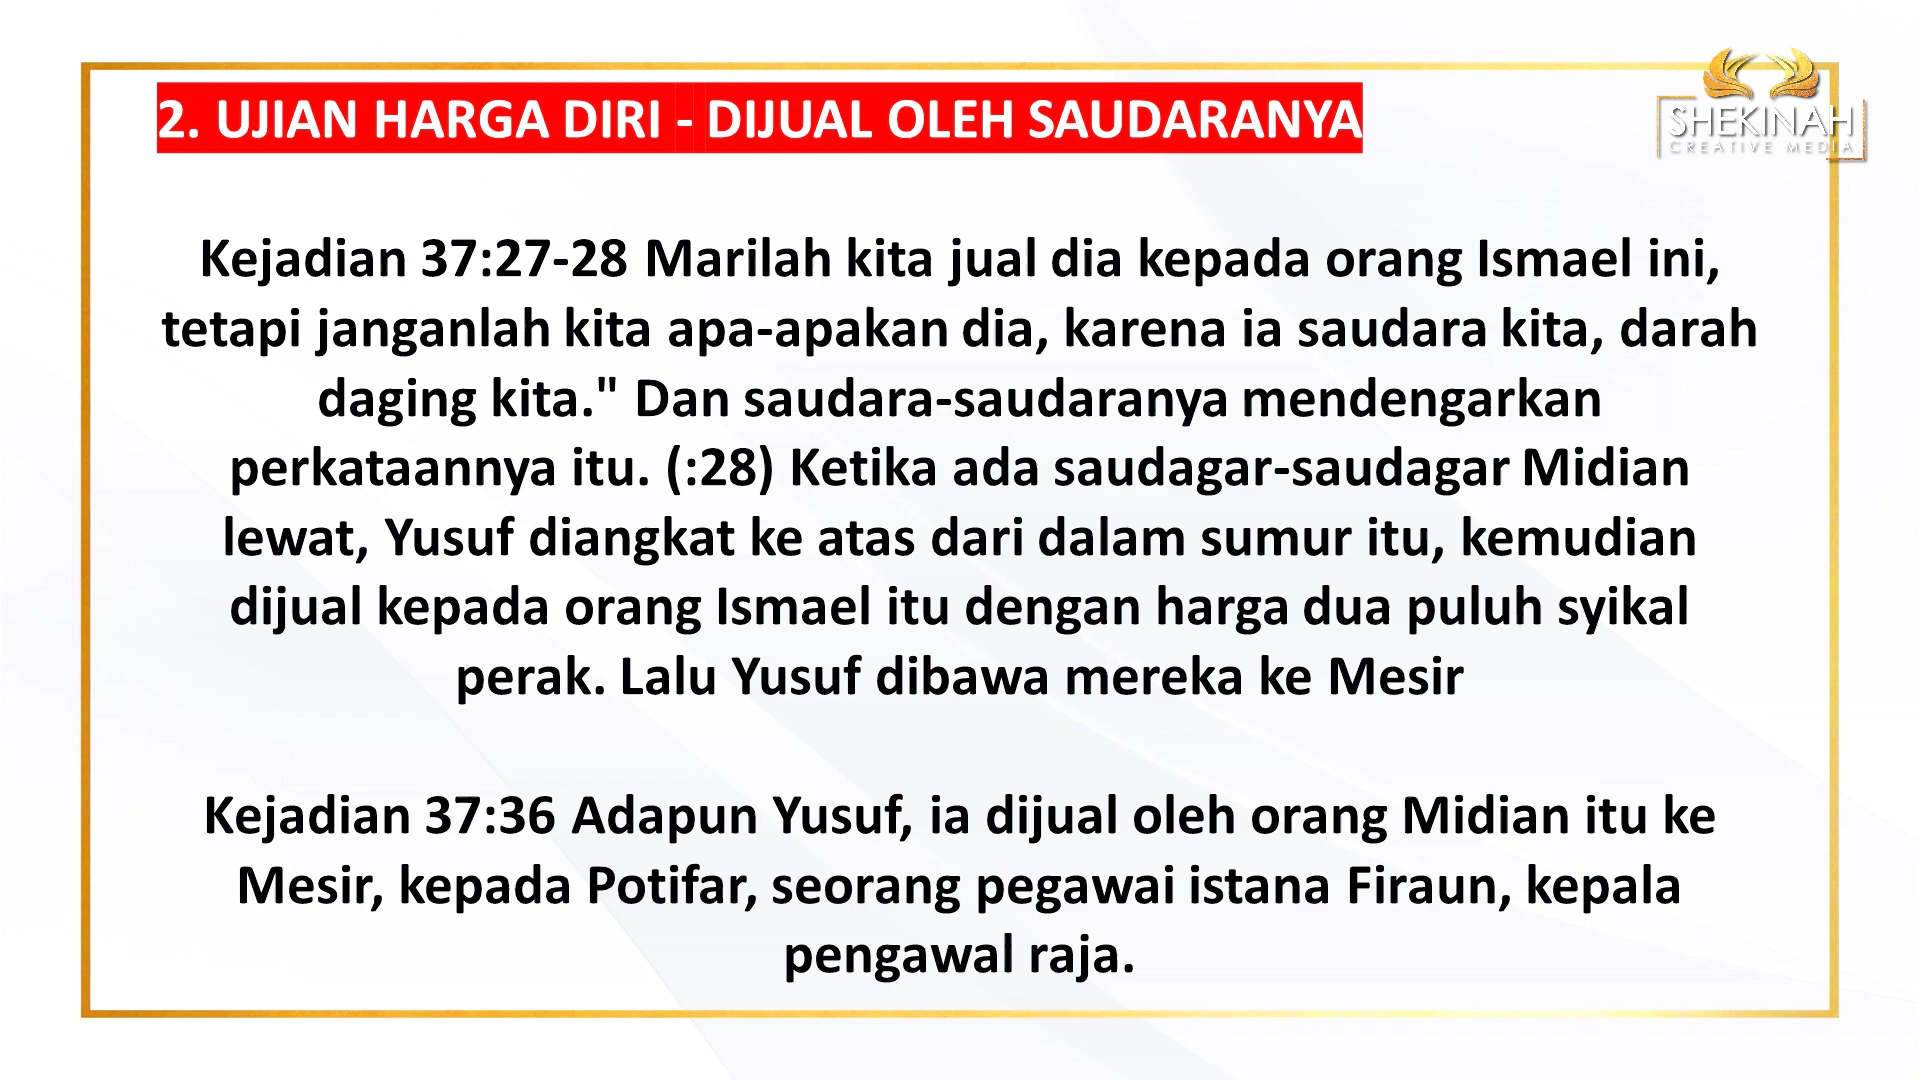 2. UJIAN HARGA DIRI - DIJUAL OLEH SAUDARANYA
SHEKINAH
CREATIVE MEDIA
Kejadian 37:27-28 Marilah kita jual dia kepada orang Ismael ini,
tetapi janganlah kita apa-apakan dia, karena ia saudara kita, darah
daging kita." Dan saudara-saudaranya mendengarkan
perkataannya itu. (:28) Ketika ada saudagar-saudagar Midian
lewat, Yusuf diangkat ke atas dari dalam sumur itu, kemudian
dijual kepada orang Ismael itu dengan harga dua puluh syikal
perak. Lalu Yusuf dibawa mereka ke Mesir
Kejadian 37:36 Adapun Yusuf, ia dijual oleh orang Midian itu ke
Mesir, kepada Potifar, seorang pegawai istana Firaun, kepala
pengawal raja.